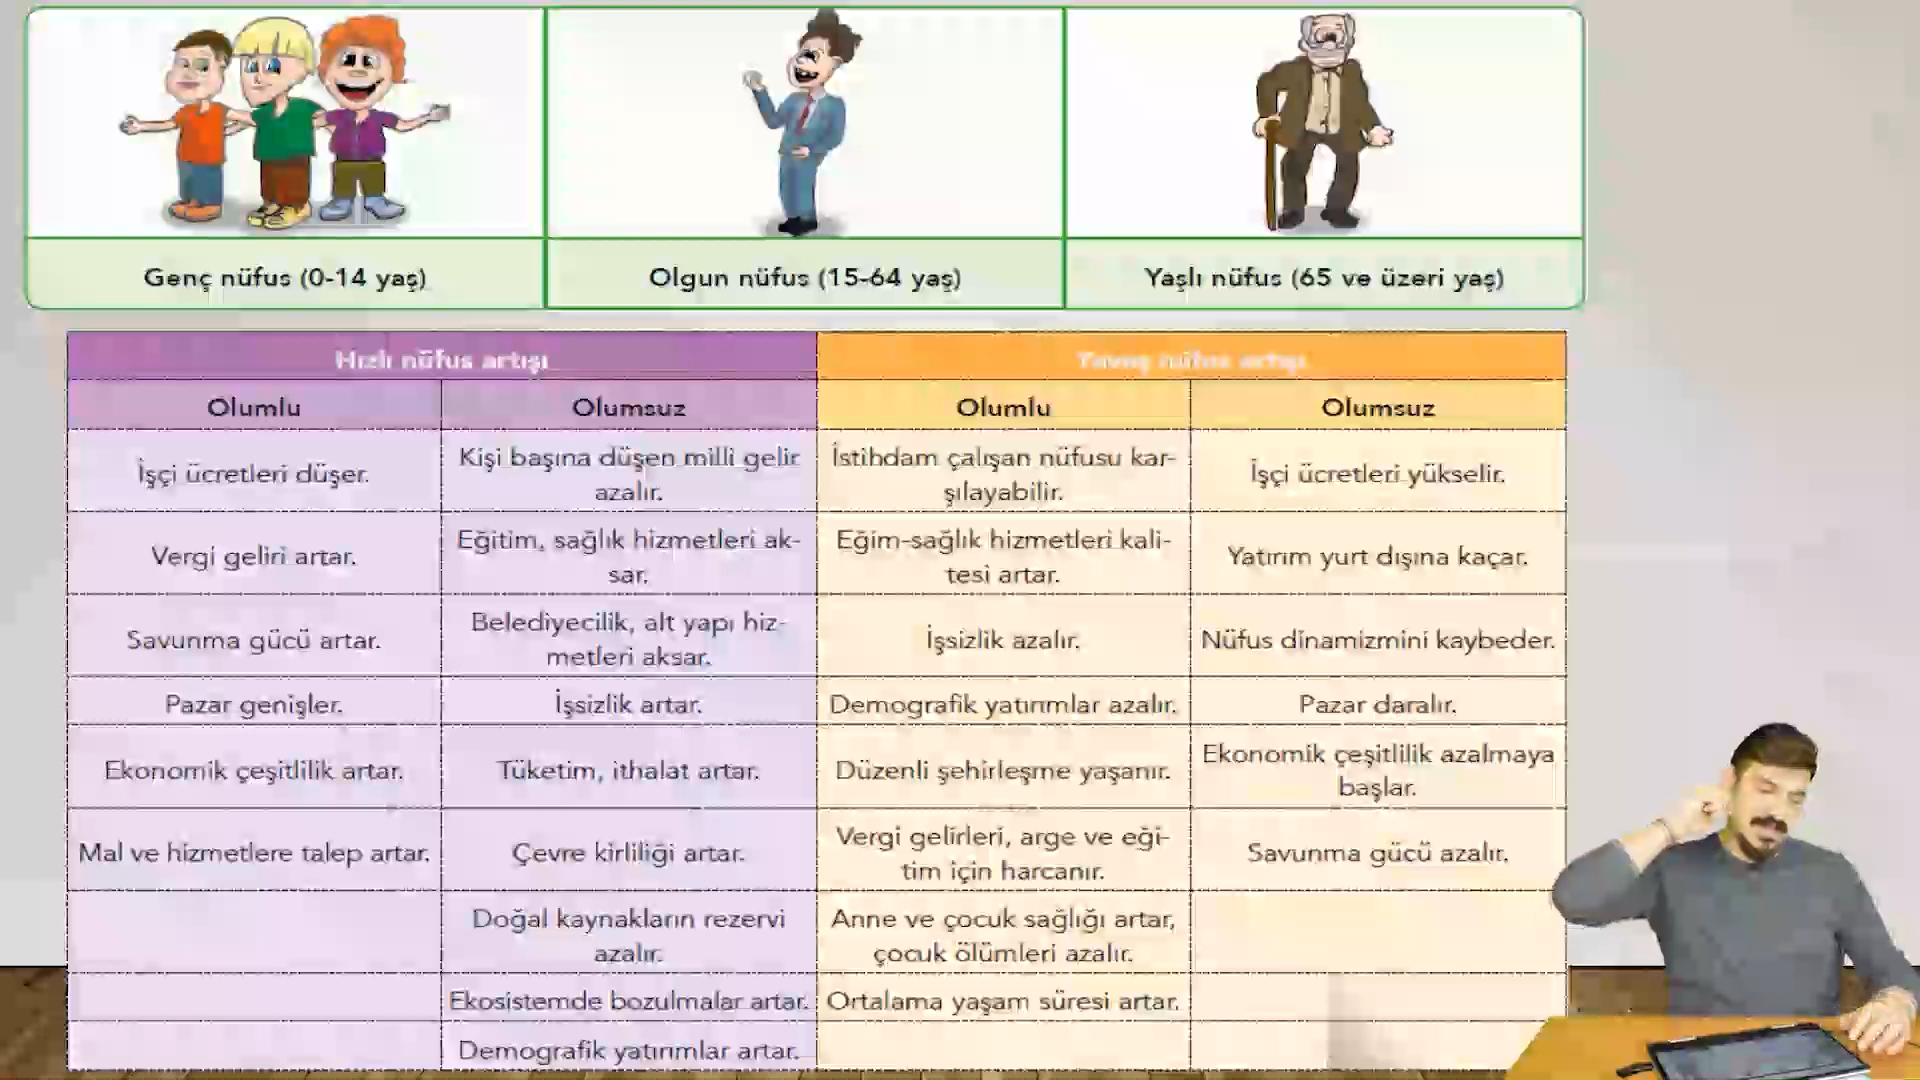 Genç nüfus (0-14 yaş)
Olgun nüfus (15-64 yaş)
Yaşlı nüfus (65 ve üzeri yaş)
Hızlı nüfus artışı
Yavaş nüfus artışı
Olumlu
Olumsuz
Olumlu
Olumsuz
İşçi ücretleri düşer.
Kişi başına düşen milli gelir
azalır.
İstihdam çalışan nüfusu kar-
şılayabilir.
İşçi ücretleri yükselir.
Vergi geliri artar.
Eğitim, sağlık hizmetleri ak-
sar.
Eğim-sağlık hizmetleri kali-
tesi artar.
Yatırım yurt dışına kaçar.
Savunma gücü artar.
Belediyecilik, alt yapı hiz-
metleri aksar.
İşsizlik azalır.
Nüfus dinamizmini kaybeder.
Pazar genişler.
İşsizlik artar.
Demografik yatırımlar azalır.
Pazar daralır.
Ekonomik çeşitlilik artar.
Tüketim, ithalat artar.
Düzenli şehirleşme yaşanır.
Ekonomik çeşitlilik azalmaya
başlar.
Mal ve hizmetlere talep artar.
Çevre kirliliği artar.
Vergi gelirleri, arge ve eği-
tim için harcanır.
Savunma gücü azalır.
Doğal kaynakların rezervi
azalır.
Anne ve çocuk sağlığı artar,
çocuk ölümleri azalır.
Ekosistemde bozulmalar artar.
Ortalama yaşam süresi artar.
Demografik yatırımlar artar.